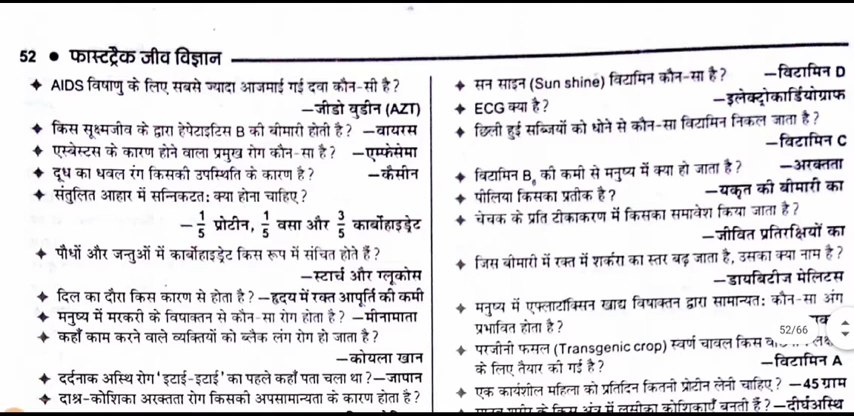 52 ● फास्टट्रैक जीव विज्ञान
✦ AIDS विषाणु के लिए सबसे ज्यादा आजमाई गई दवा कौन-सी है?
—जीडो वुडीन (AZT)
✦ किस सूक्ष्मजीव के द्वारा हेपेटाइटिस B की बीमारी होती है? —वायरस
✦ एस्बेस्टस के कारण होने वाला प्रमुख रोग कौन-सा है? —एम्फेसेमा
✦ दूध का धवल रंग किसकी उपस्थिति के कारण है? —कैसीन
✦ संतुलित आहार में सन्निकटत: क्या होना चाहिए?
—1/5 प्रोटीन, 1/5 वसा और 3/5 कार्बोहाइड्रेट
✦ पौधों और जन्तुओं में कार्बोहाइड्रेट किस रूप में संचित होते हैं?
—स्टार्च और ग्लूकोस
✦ दिल का दौरा किस कारण से होता है? —हृदय में रक्त आपूर्ति की कमी
✦ मनुष्य में मरकरी के विषाक्तन से कौन-सा रोग होता है? —मीनामाता
✦ कहाँ काम करने वाले व्यक्तियों को ब्लैक लंग रोग हो जाता है?
—कोयला खान
✦ दर्दनाक अस्थि रोग 'इटाई-इटाई' का पहले कहाँ पता चला था?—जापान
✦ दात्र-कोशिका अरक्तता रोग किसकी अपसामान्यता के कारण होता है?
✦ सन साइन (Sun shine) विटामिन कौन-सा है? —विटामिन D
✦ ECG क्या है? —इलेक्ट्रोकार्डियोग्राफ
✦ छिली हुई सब्जियों को धोने से कौन-सा विटामिन निकल जाता है?
—विटामिन C
✦ विटामिन B₆ की कमी से मनुष्य में क्या हो जाता है? —अरक्तता
✦ पीलिया किसका प्रतीक है? —यकृत की बीमारी का
✦ चेचक के प्रति टीकाकरण में किसका समावेश किया जाता है?
—जीवित प्रतिरक्षियों का
✦ जिस बीमारी में रक्त में शर्करा का स्तर बढ़ जाता है, उसका क्या नाम है?
—डायबिटीज मेलिटस
✦ मनुष्य में एफ्लाटॉक्सिन खाद्य विषाक्तन द्वारा सामान्यत: कौन-सा अंग
प्रभावित होता है?
52/66
✦ परजीनी फसल (Transgenic crop) स्वर्ण चावल किस
के लिए तैयार की गई है? —विटामिन A
✦ एक कार्यशील महिला को प्रतिदिन कितनी प्रोटीन लेनी चाहिए? —45 ग्राम
✦ मानव शरीर के किस अंग में लसीका कोशिकाएँ बनती हैं?—दीर्घअस्थि